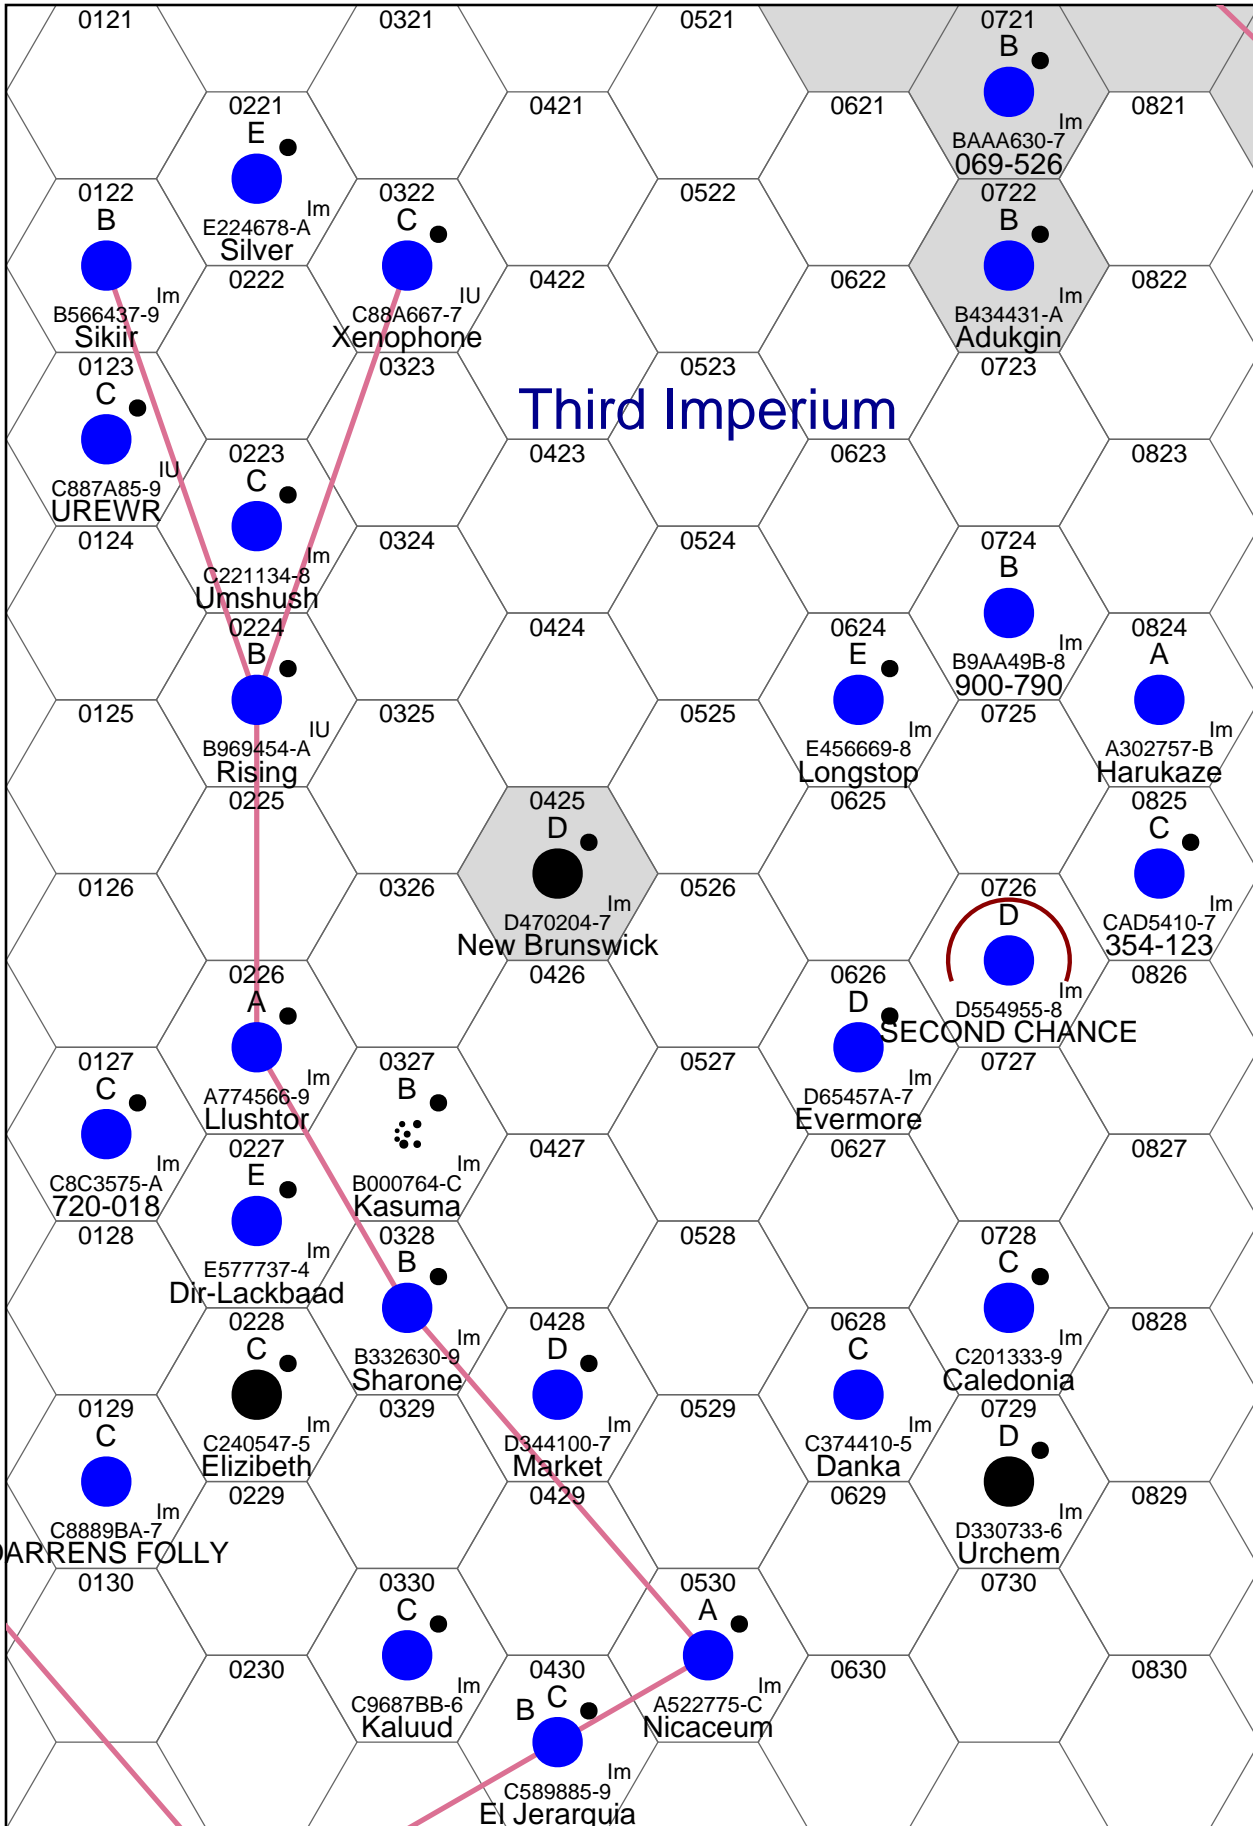 0121
0321
0521
0721
B
Im
BAAA630-7
069-526
0221
E
Im
E224678-A
Silver
0421
0621
0821
0122
B
Im
B566437-9
Sikiir
0322
C
IU
C88A667-7
Xenophone
0522
0722
B
Im
B434431-A
Adukgin
0222
0422
0622
0822
0123
C
IU
C887A85-9
UREWR
0323
0523
0723
Third Imperium
0223
C
Im
C221134-8
Umshush
0423
0623
0823
0124
0324
0524
0724
B
Im
B9AA49B-8
900-790
0224
B
IU
B969454-A
Rising
0424
0624
E
Im
E456669-8
Longstop
0824
A
Im
A302757-B
Harukaze
0125
0325
0525
0725
0225
0425
D
Im
D470204-7
New Brunswick
0625
0825
C
Im
CAD5410-7
354-123
0126
0326
0526
0726
D
Im
D554955-8
SECOND CHANCE
0226
A
Im
A774566-9
Llushtor
0426
0626
D
Im
D65457A-7
Evermore
0826
0127
C
Im
C8C3575-A
720-018
0327
B
Im
B000764-C
Kasuma
0527
0727
0227
E
Im
E577737-4
Dir-Lackbaad
0427
0627
0827
0128
0328
B
Im
B332630-9
Sharone
0528
0728
C
Im
C201333-9
Caledonia
0228
C
Im
C240547-5
Elizibeth
0428
D
Im
D344100-7
Market
0628
C
Im
C374410-5
Danka
0828
0129
C
Im
C8889BA-7
DARRENS FOLLY
0329
0529
0729
D
Im
D330733-6
Urchem
0229
0429
0629
0829
0130
0330
C
Im
C9687BB-6
Kaluud
0530
A
Im
A522775-C
Nicaceum
0730
0230
0430
B C
Im
C589885-9
El Jerarquia
0630
0830